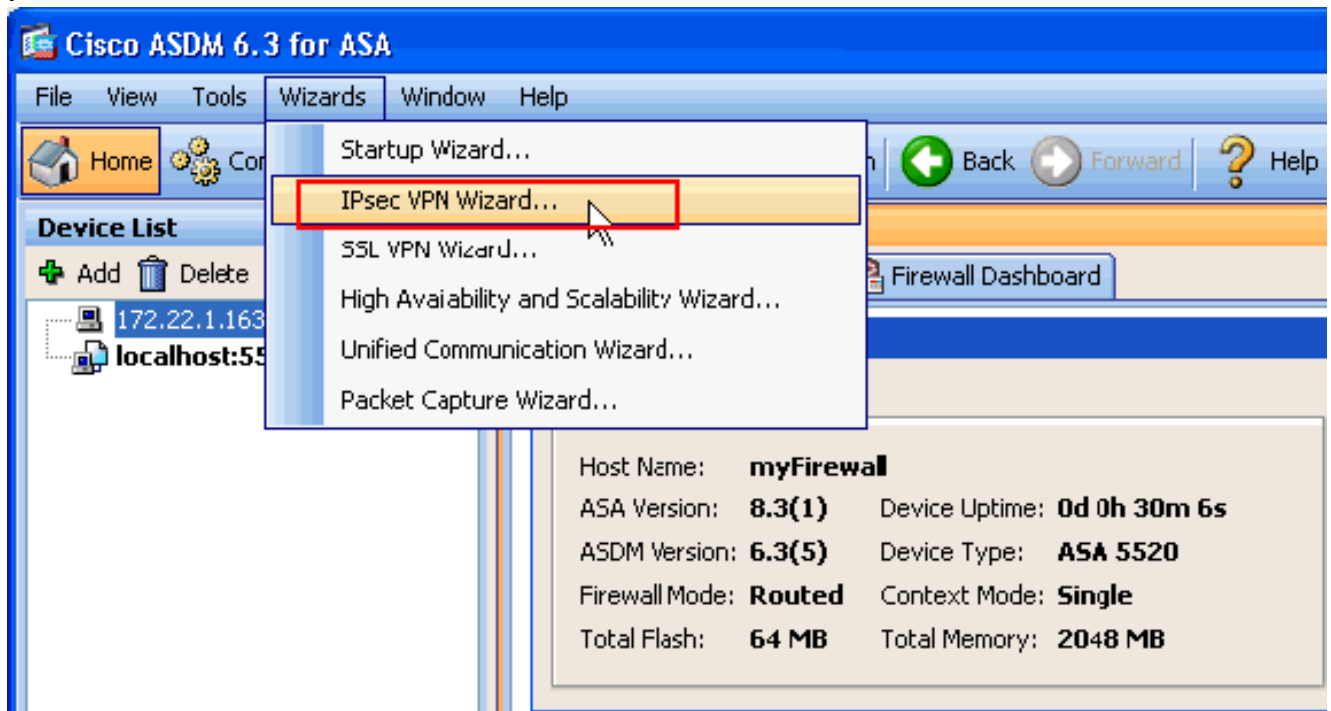 Cisco ASDM 6.3 for ASA
File View Tools Wizards Window Help
Home Back Forward Help
Startup Wizard...
IPsec VPN Wizard...
SSL VPN Wizard...
High Avaiability and Scalability Wizard...
Unified Communication Wizard...
Packet Capture Wizard...
Device List
Add Delete
Firewall Dashboard
172.22.1.163
Host Name: myFirewall
ASA Version: 8.3(1) Device Uptime: 0d 0h 30m 6s
ASDM Version: 6.3(5) Device Type: ASA 5520
Firewall Mode: Routed Context Mode: Single
Total Flash: 64 MB Total Memory: 2048 MB